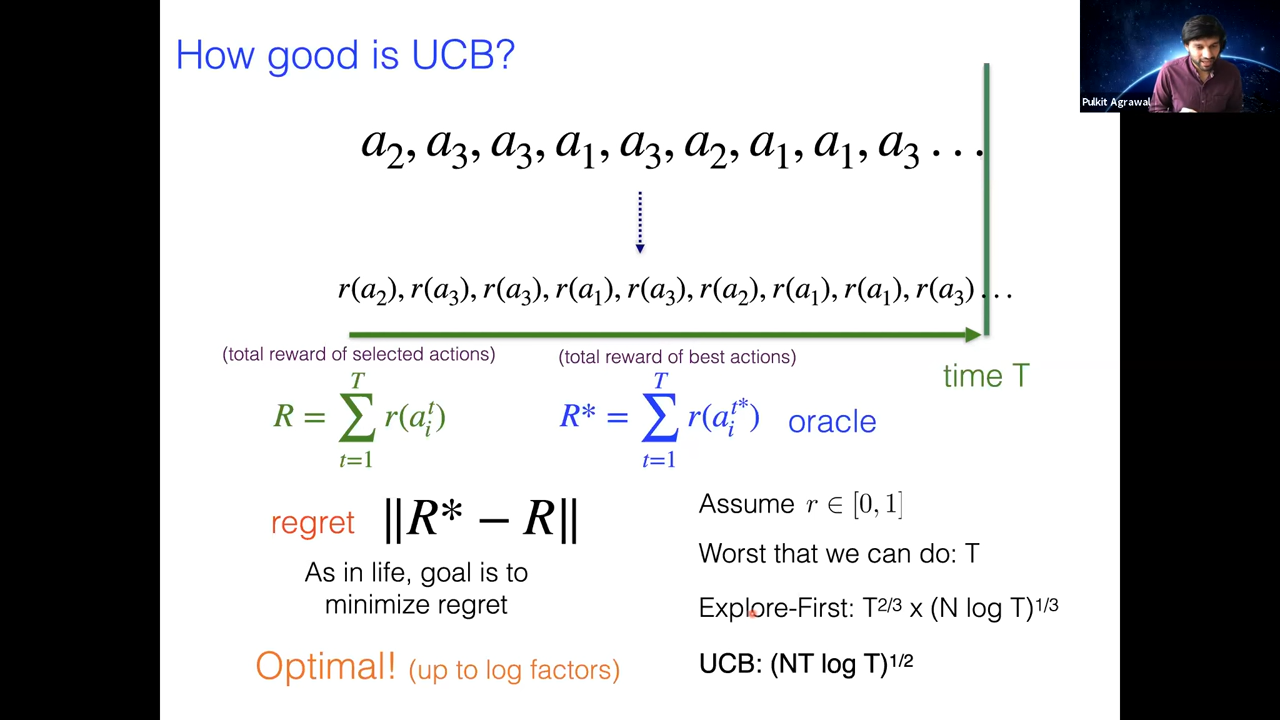 How good is UCB?
Pulkit Agrawal
a₂, a₃, a₃, a₁, a₃, a₂, a₁, a₁, a₃ . . .
r(a₂), r(a₃), r(a₃), r(a₁), r(a₃), r(a₂), r(a₁), r(a₁), r(a₃) . . .
(total reward of selected actions)
(total reward of best actions)
time T
R = ∑_{t=1}^{T} r(a_i^t)
R* = ∑_{t=1}^{T} r(a_i^{t*}) oracle
regret ||R* − R||
As in life, goal is to
minimize regret
Optimal! (up to log factors)
Assume r ∈ [0, 1]
Worst that we can do: T
Explore-First: T^{2/3} x (N log T)^{1/3}
UCB: (NT log T)^{1/2}